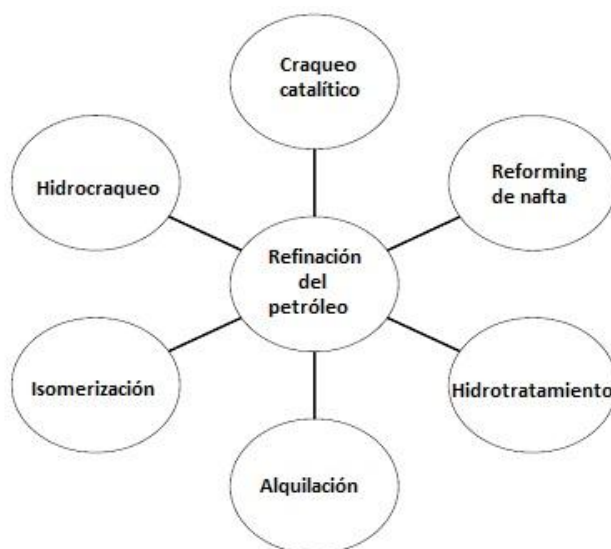 Craqueo
catalítico
Hidrocraqueo
Reforming
de nafta
Refinación
del
petróleo
Isomerización
Hidrotratamiento
Alquilación